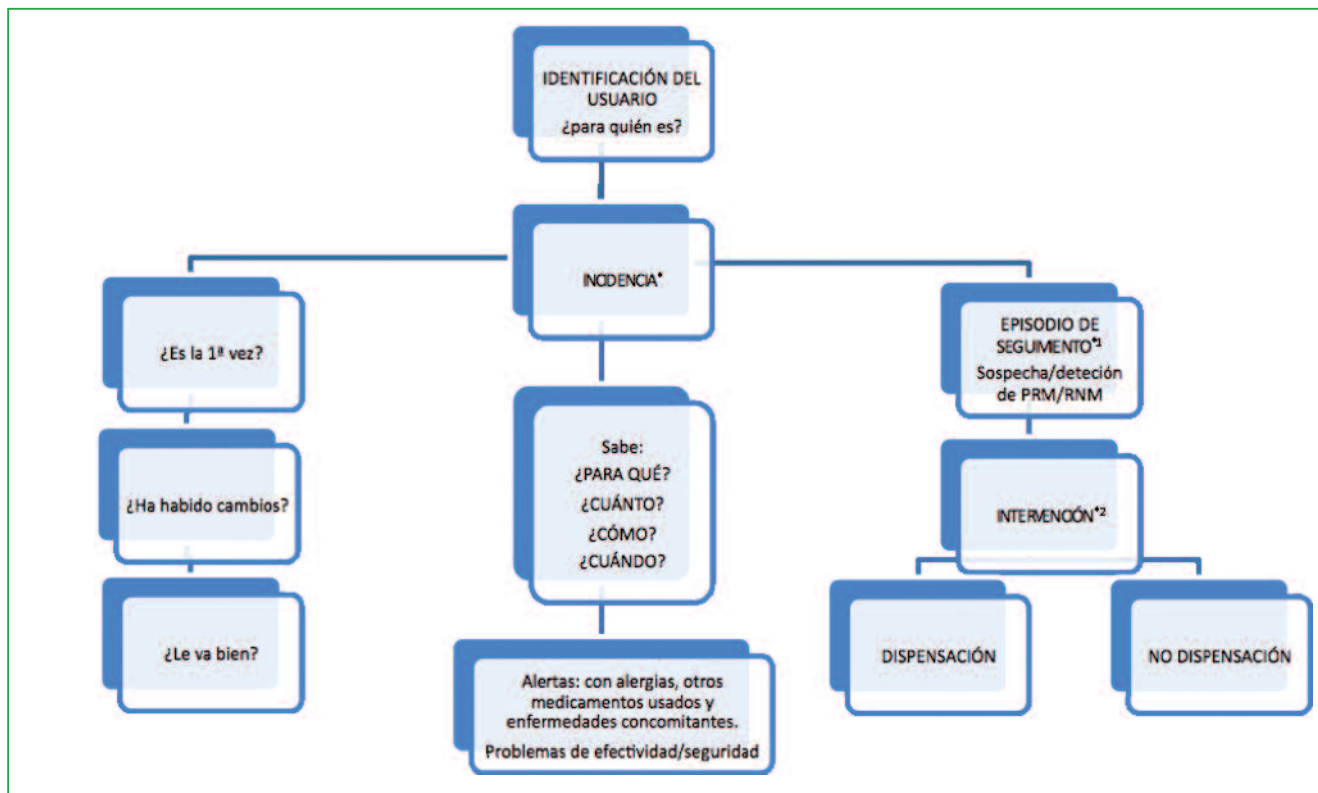 IDENTIFICACIÓN DEL
USUARIO
¿para quién es?
INCIDENCIA*
¿Es la 1ª vez?
¿Ha habido cambios?
¿Le va bien?
Sabe:
¿PARA QUÉ?
¿CUÁNTO?
¿CÓMO?
¿CUÁNDO?
Alertas: con alergias, otros
medicamentos usados y
enfermedades concomitantes.
Problemas de efectividad/seguridad
EPISODIO DE
SEGUIMENTO*1
Sospecha/deteción
de PRM/RNM
INTERVENCIÓN*2
DISPENSACIÓN
NO DISPENSACIÓN